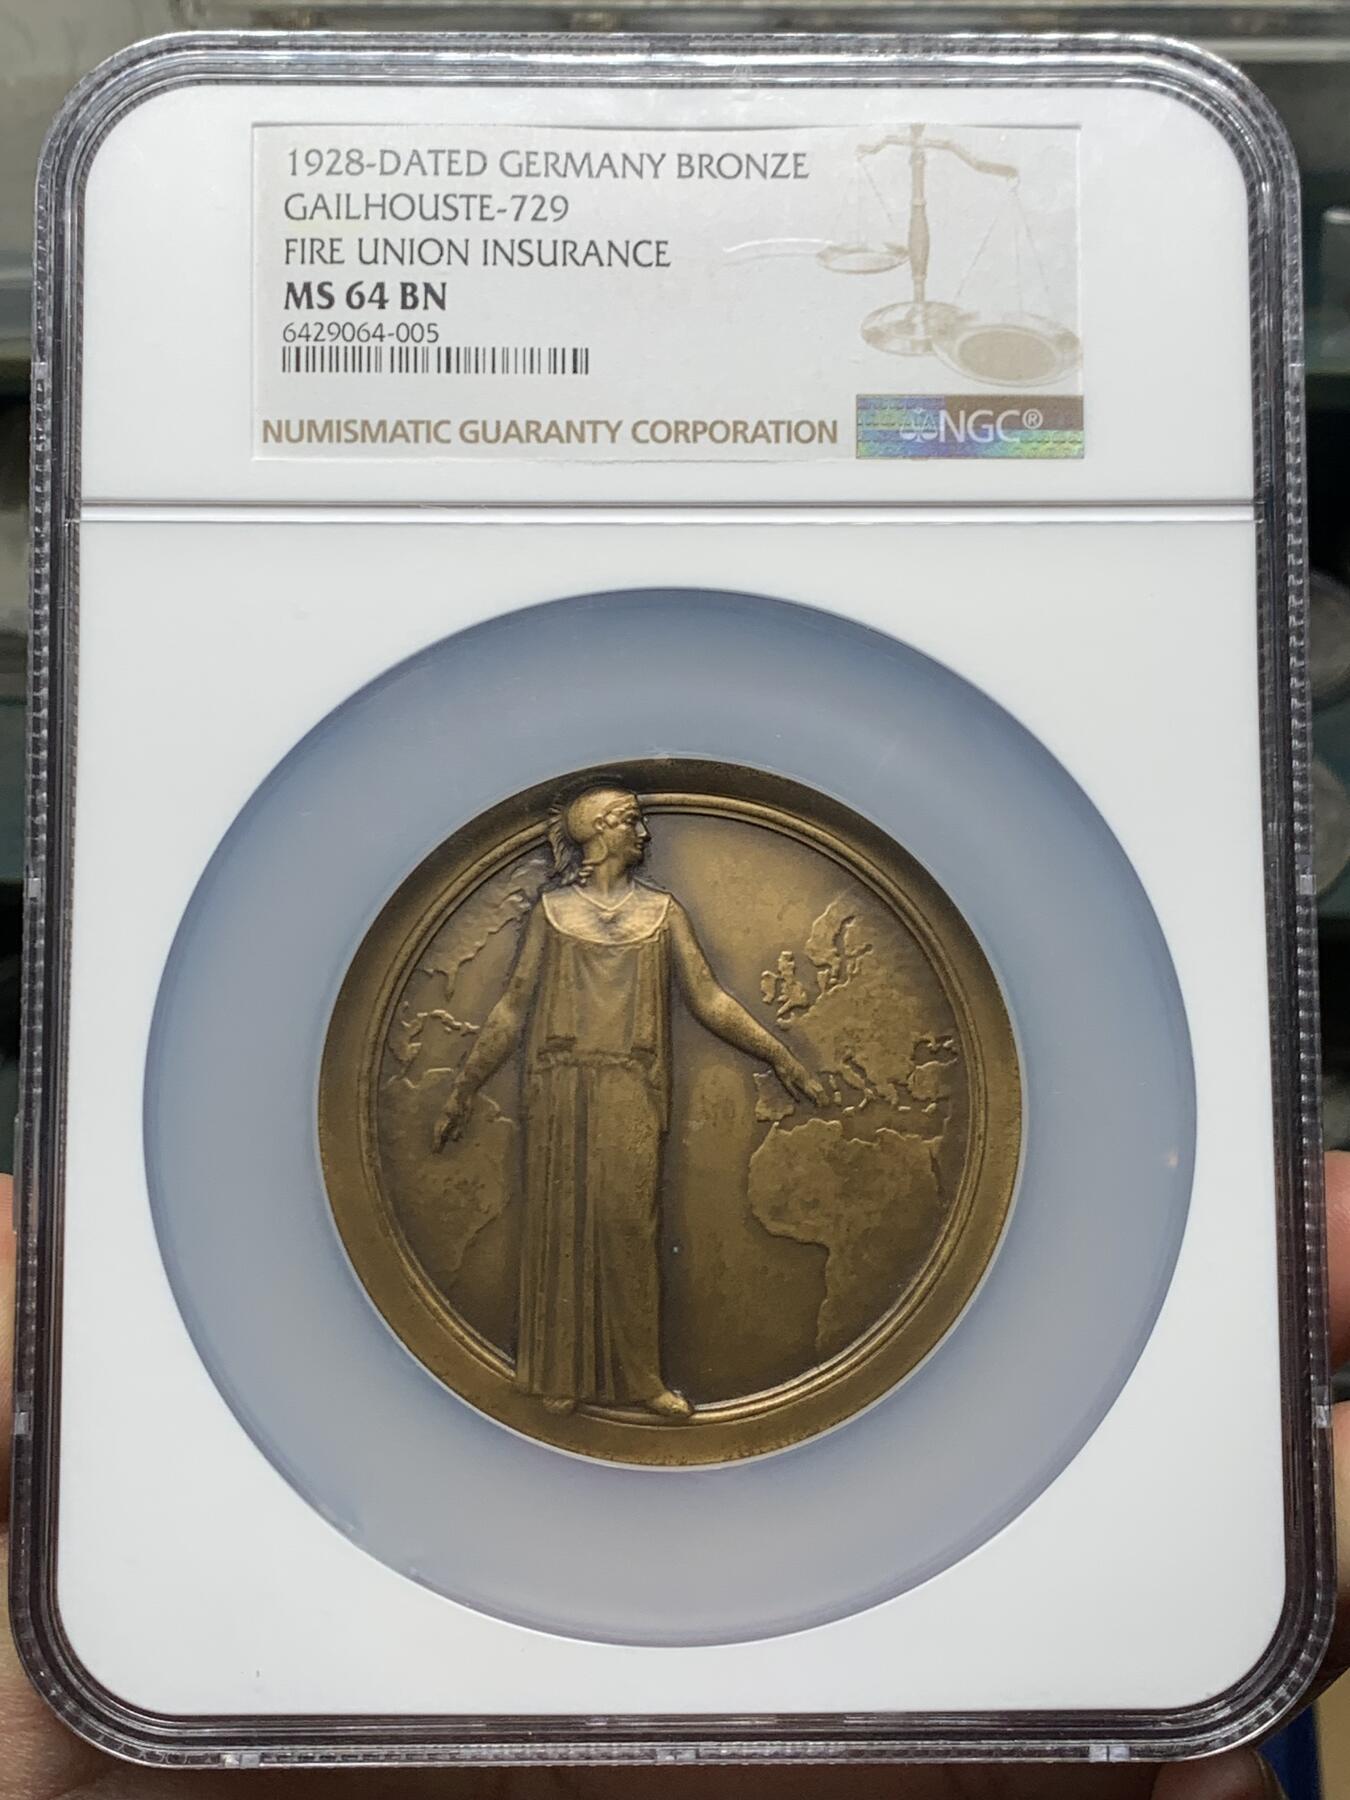 1928-DATED GERMANY BRONZE
GAILHOUSTE-729
FIRE UNION INSURANCE
MS 64 BN
6429064-005
NUMISMATIC GUARANTY CORPORATION
NGC®